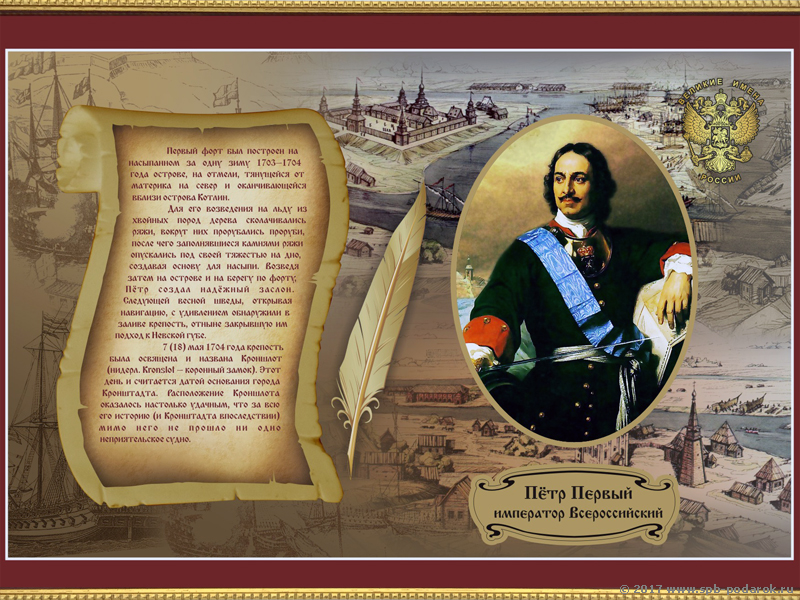 Первый форт был построен на
насыпанном за одну зиму 1703–1704
года острове, на отмели, тянущейся от
материка на север и оканчивающейся
вблизи острова Котлин.
Для его возведения на льду из
хвойных пород дерева сколачивались
ряжи, вокруг них прорубались проруби,
после чего заполнявшиеся камнями ряжи
опускались под своей тяжестью на дно,
создавая основу для насыпи. Возведя
затем на острове и на берегу по форту,
Пётр создал надёжный заслон.
Следующей весной шведы, открывая
навигацию, с удивлением обнаружили в
заливе крепость, отныне закрывшую им
подход к Невской губе.
7 (18) мая 1704 года крепость
была освящена и названа Кроншлот
(нидерл. Kronslot – коронный замок). Этот
день и считается датой основания города
Кронштадта. Расположение Кроншлота
оказалось настолько удачным, что за всю
его историю (и Кронштадта впоследствии)
мимо него не прошло ни одно
неприятельское судно.
ВЕЛИКИЕ ИМЕНА
РОССИИ
Пётр Первый
император Всероссийский
© 2017 www.spb-podarok.ru